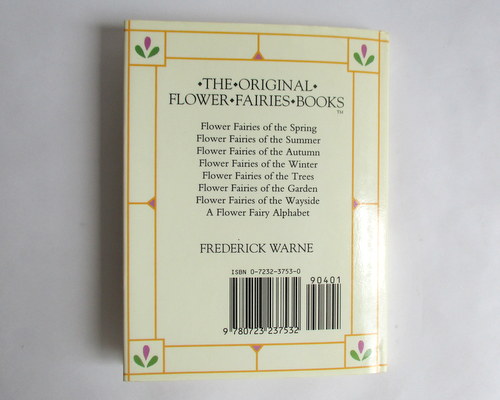 ◆THE◆ORIGINAL◆
FLOWER◆FAIRIES◆BOOKS
TM
Flower Fairies of the Spring
Flower Fairies of the Summer
Flower Fairies of the Autumn
Flower Fairies of the Winter
Flower Fairies of the Trees
Flower Fairies of the Garden
Flower Fairies of the Wayside
A Flower Fairy Alphabet
FREDERICK WARNE
ISBN 0-7232-3753-0
90401
9 780723 237532